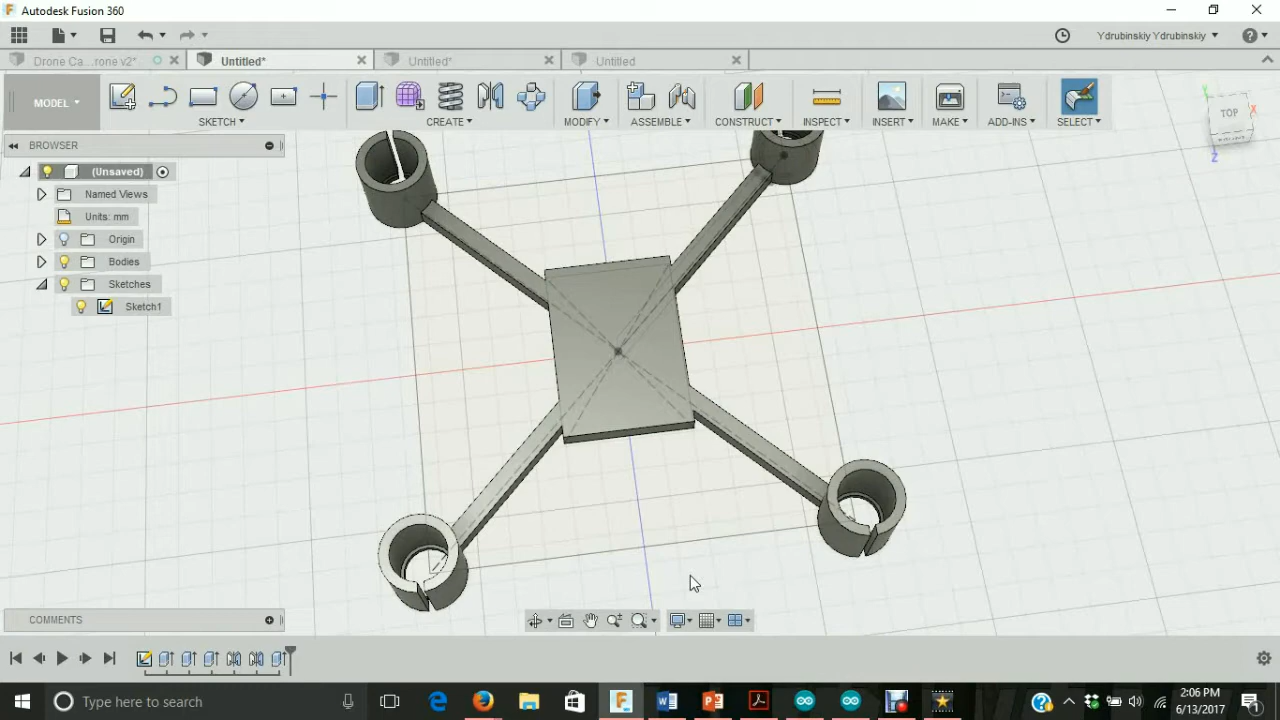 Autodesk Fusion 360
Ydrubinskiy Ydrubinskiy
Drone Ca...rone v2*
Untitled*
Untitled*
Untitled
MODEL
SKETCH
CREATE
MODIFY
ASSEMBLE
CONSTRUCT
INSPECT
INSERT
MAKE
ADD-INS
SELECT
Y
TOP
X
Z
BROWSER
(Unsaved)
Named Views
Units: mm
Origin
Bodies
Sketches
Sketch1
COMMENTS
Type here to search
2:06 PM
6/13/2017
1